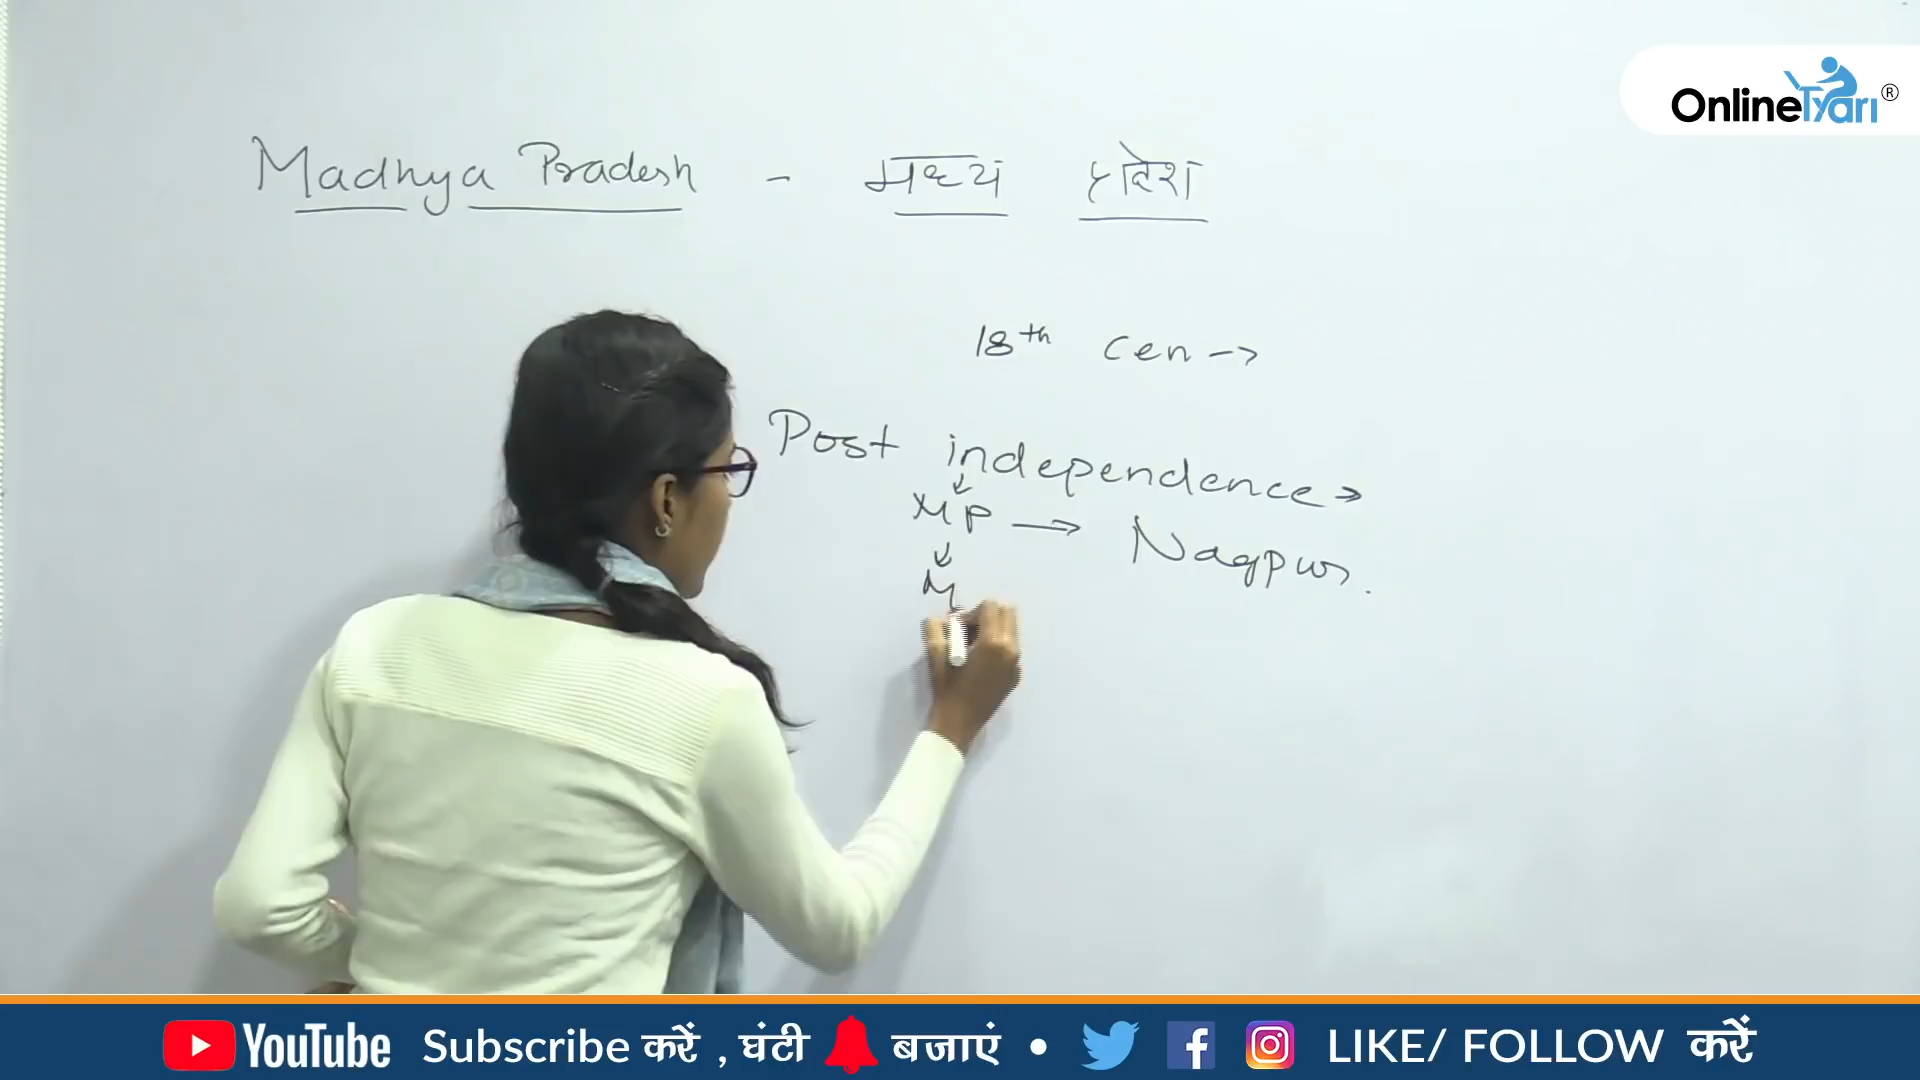 OnlineTyari ®
Madhya Pradesh - मध्य प्रदेश
18th Cen →
Post independence →
MP → Nagpur.
M
YouTube Subscribe करें , घंटी बजाएं • LIKE/ FOLLOW करें